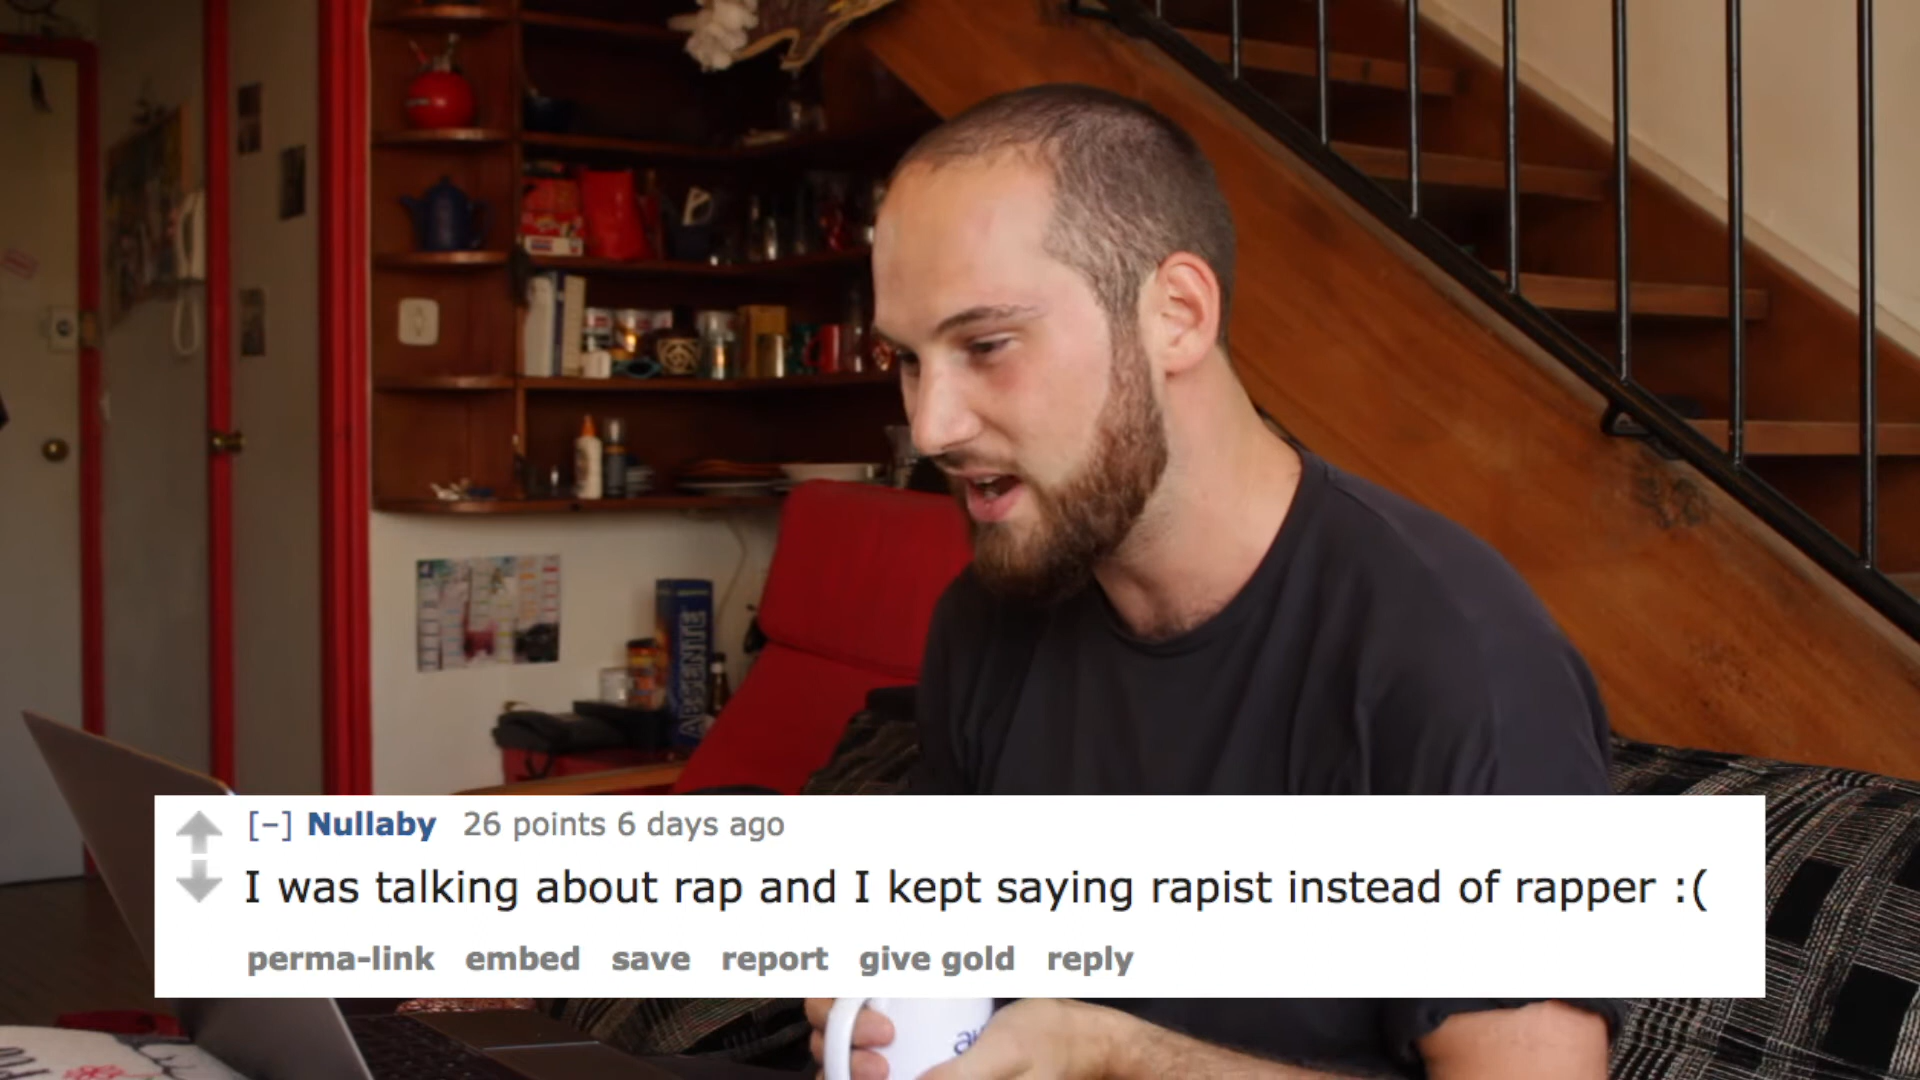 ABSENTE
[–] Nullaby 26 points 6 days ago
I was talking about rap and I kept saying rapist instead of rapper :(
perma-link embed save report give gold reply